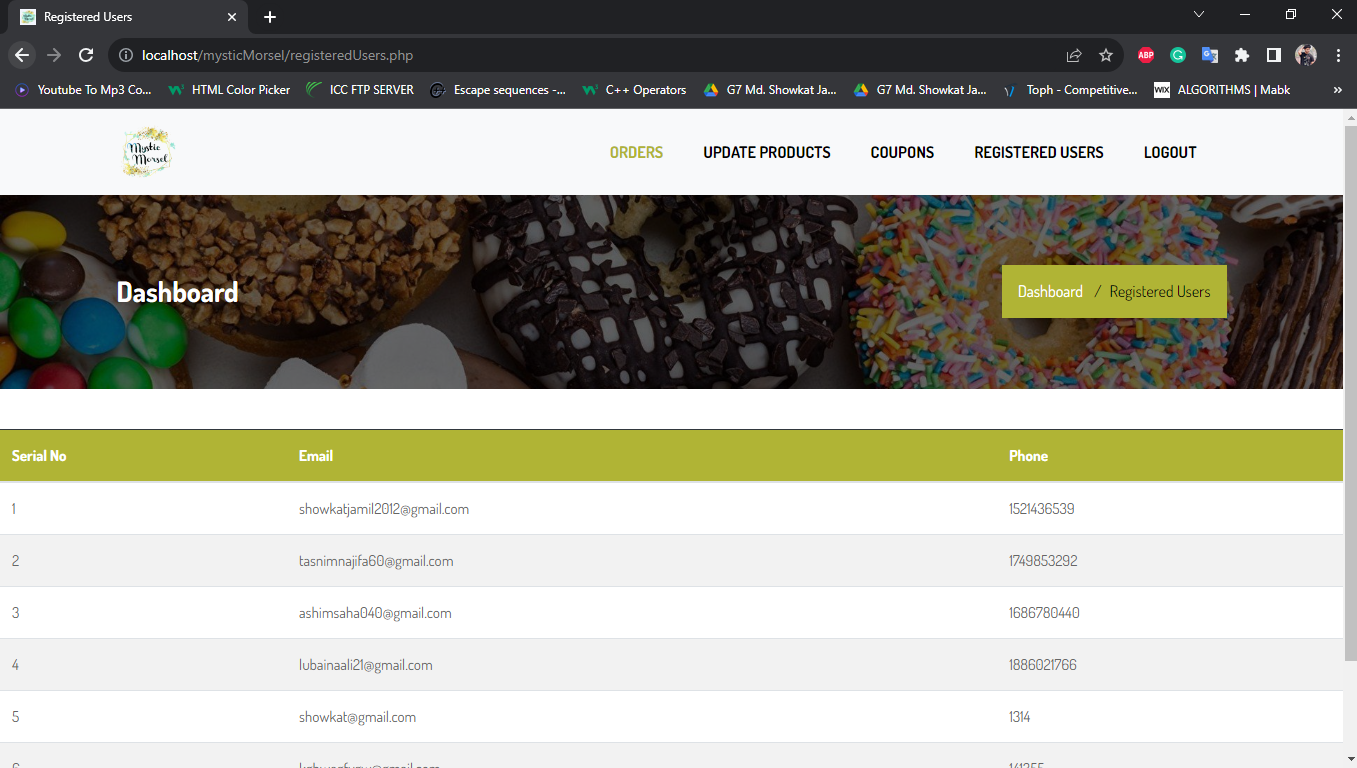 Registered Users
localhost/mysticMorsel/registeredUsers.php
ABP
Youtube To Mp3 Co... HTML Color Picker ICC FTP SERVER Escape sequences -... C++ Operators G7 Md. Showkat Ja... G7 Md. Showkat Ja... Toph - Competitive... WIX ALGORITHMS | Mabk »
Mystic
Morsel
ORDERS UPDATE PRODUCTS COUPONS REGISTERED USERS LOGOUT
Dashboard
Dashboard / Registered Users
Serial No Email Phone
1 showkatjamil2012@gmail.com 1521436539
2 tasnimnajifa60@gmail.com 1749853292
3 ashimsaha040@gmail.com 1686780440
4 lubainaali21@gmail.com 1886021766
5 showkat@gmail.com 1314